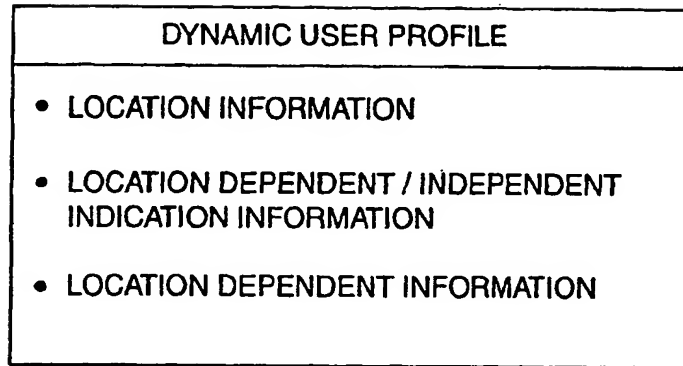 DYNAMIC USER PROFILE
• LOCATION INFORMATION
• LOCATION DEPENDENT / INDEPENDENT
INDICATION INFORMATION
• LOCATION DEPENDENT INFORMATION